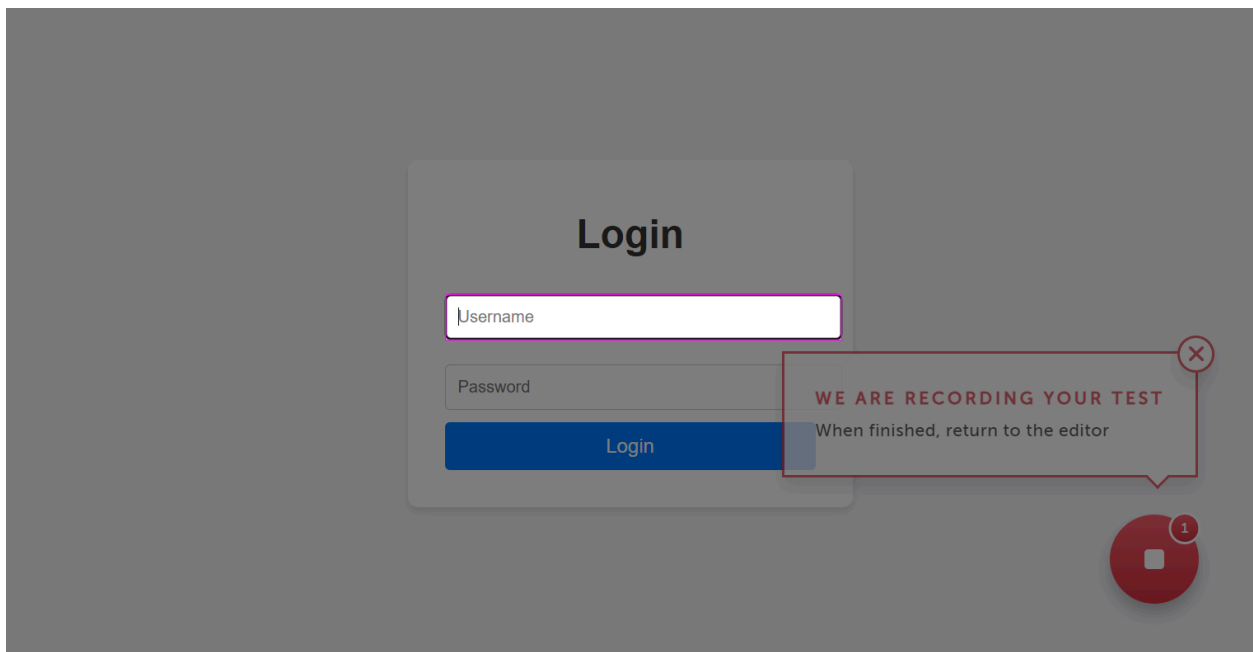 Login
Username
Password
Login
WE ARE RECORDING YOUR TEST
When finished, return to the editor
1